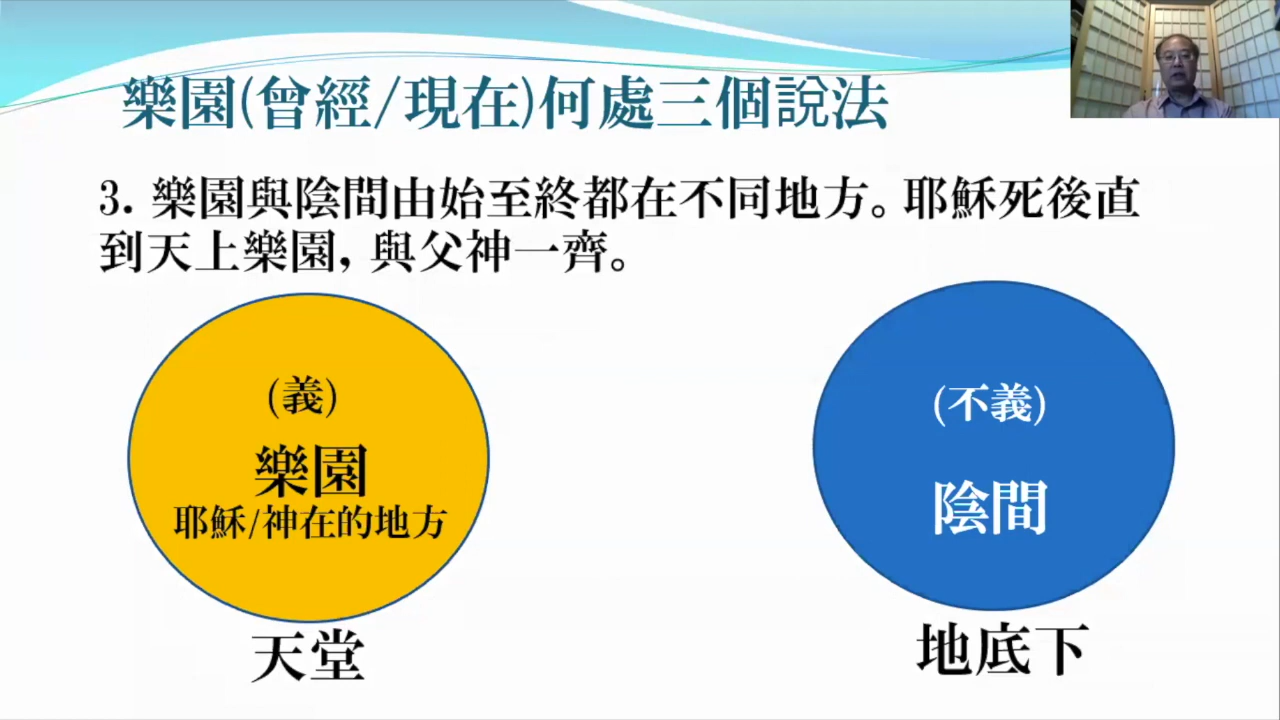 樂園(曾經/現在)何處三個說法
3. 樂園與陰間由始至終都在不同地方。耶穌死後直
到天上樂園, 與父神一齊。
(義)
樂園
耶穌/神在的地方
天堂
(不義)
陰間
地底下